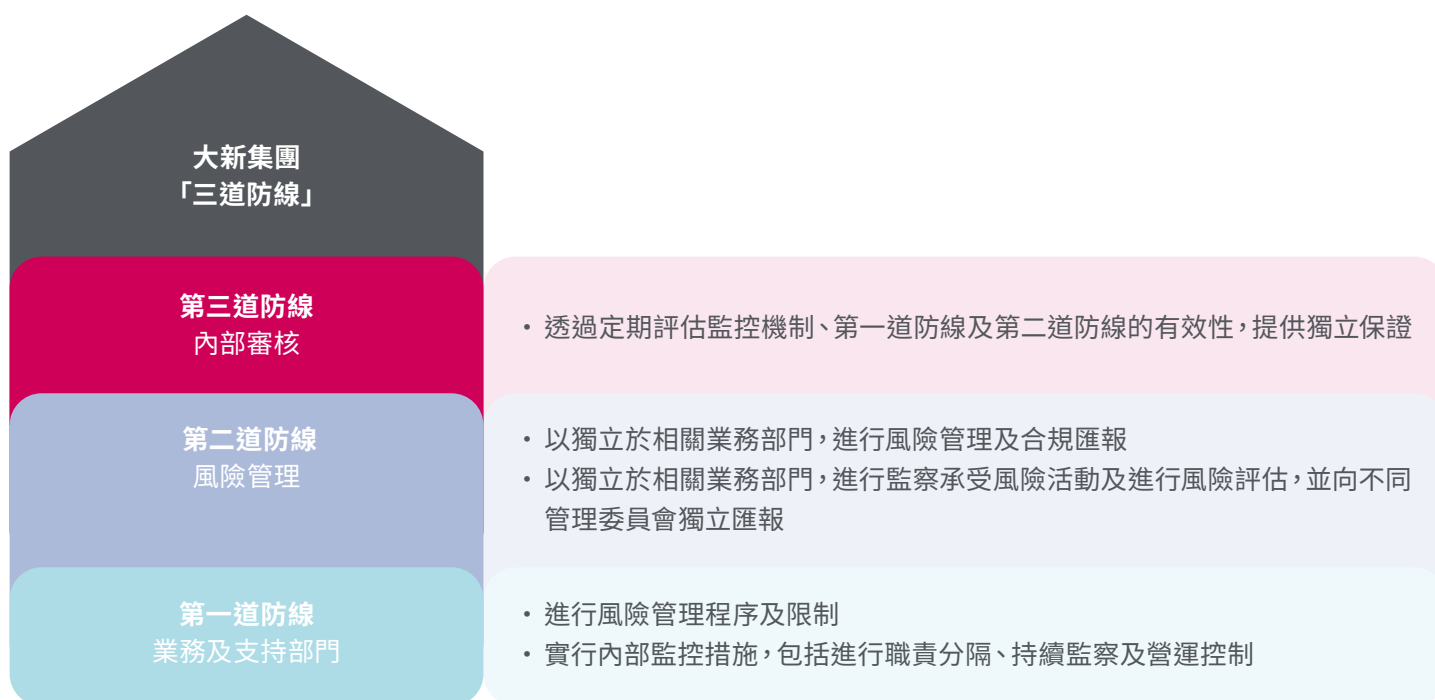 大新集團
「三道防線」
第三道防線
內部審核
• 透過定期評估監控機制、第一道防線及第二道防線的有效性，提供獨立保證
第二道防線
風險管理
• 以獨立於相關業務部門，進行風險管理及合規匯報
• 以獨立於相關業務部門，進行監察承受風險活動及進行風險評估，並向不同
管理委員會獨立匯報
第一道防線
業務及支持部門
• 進行風險管理程序及限制
• 實行內部監控措施，包括進行職責分隔、持續監察及營運控制